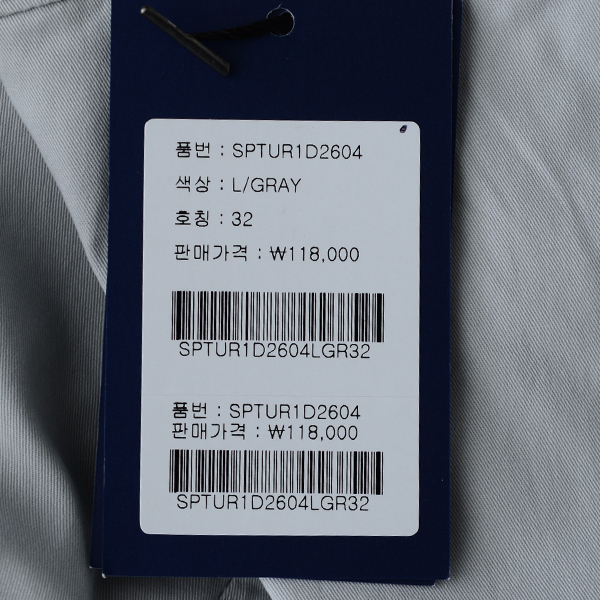 품번 : SPTUR1D2604
색상 : L/GRAY
호칭 : 32
판매가격 : ₩118,000
SPTUR1D2604LGR32
품번 : SPTUR1D2604
판매가격 : ₩118,000
SPTUR1D2604LGR32